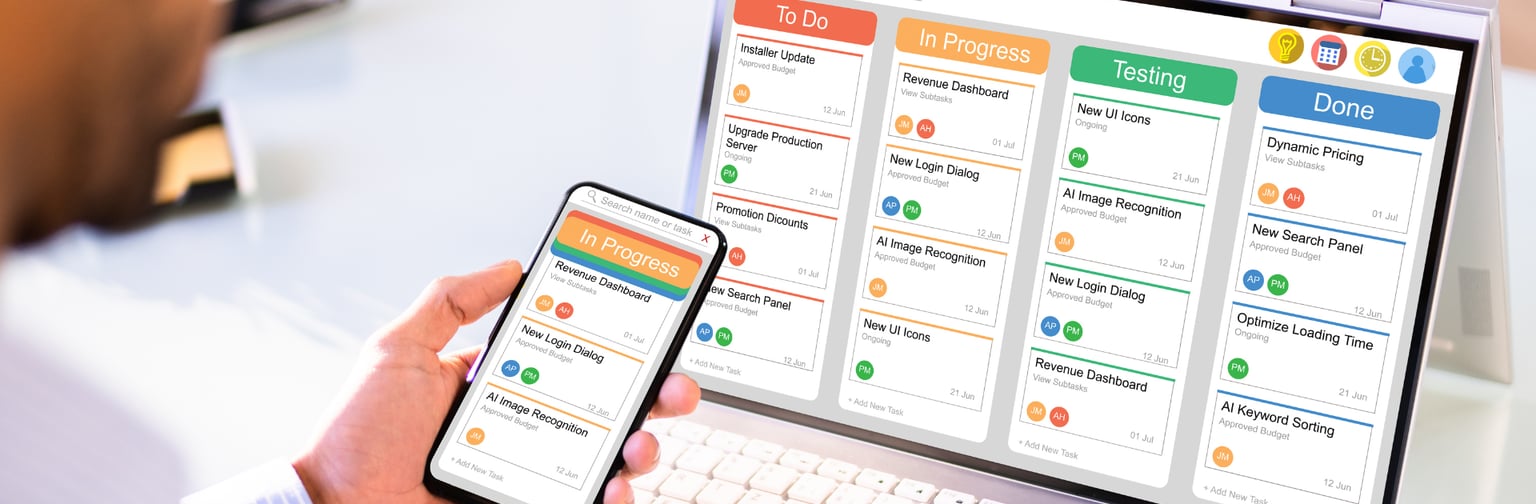 To Do
Installer Update
Approved Budget
JM
12 Jun
Upgrade Production
Server
Ongoing
PM
21 Jun
Promotion Dicounts
View Subtasks
AH
01 Jul
New Search Panel
Approved Budget
AP PM
12 Jun
+ Add New Task
In Progress
Revenue Dashboard
View Subtasks
JM AH
01 Jul
New Login Dialog
Approved Budget
AP PM
12 Jun
AI Image Recognition
Approved Budget
JM
12 Jun
New UI Icons
Ongoing
PM
21 Jun
+ Add New Task
Testing
New UI Icons
Ongoing
PM
21 Jun
AI Image Recognition
Approved Budget
JM
12 Jun
New Login Dialog
Approved Budget
AP PM
12 Jun
Revenue Dashboard
View Subtasks
JM AH
01 Jul
+ Add New Task
Done
Dynamic Pricing
View Subtasks
JM AH
01 Jul
New Search Panel
Approved Budget
AP PM
12 Jun
Optimize Loading Time
Ongoing
PM
21 Jun
AI Keyword Sorting
Approved Budget
JM
12 Jun
+ Add New Task
Search name or task X
In Progress
Revenue Dashboard
View Subtasks
JM AH
01 Jul
New Login Dialog
Approved Budget
AP PM
12 Jun
AI Image Recognition
Approved Budget
JM
12 Jun
+ Add New Task